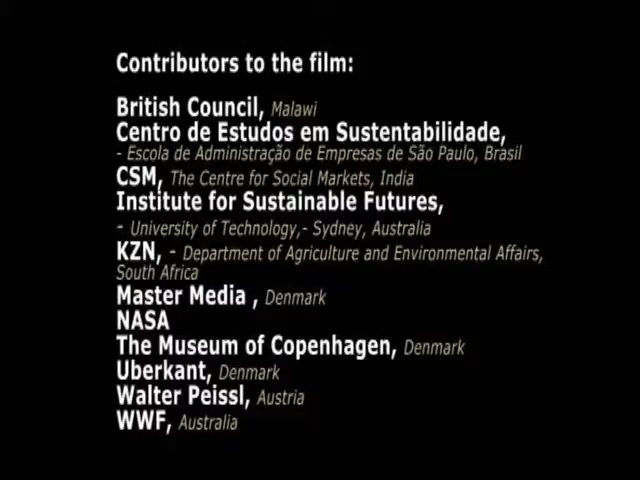 Contributors to the film:
British Council, Malawi
Centro de Estudos em Sustentabilidade,
- Escola de Administração de Empresas de São Paulo, Brasil
CSM, The Centre for Social Markets, India
Institute for Sustainable Futures,
- University of Technology,- Sydney, Australia
KZN, - Department of Agriculture and Environmental Affairs,
South Africa
Master Media , Denmark
NASA
The Museum of Copenhagen, Denmark
Uberkant, Denmark
Walter Peissl, Austria
WWF, Australia